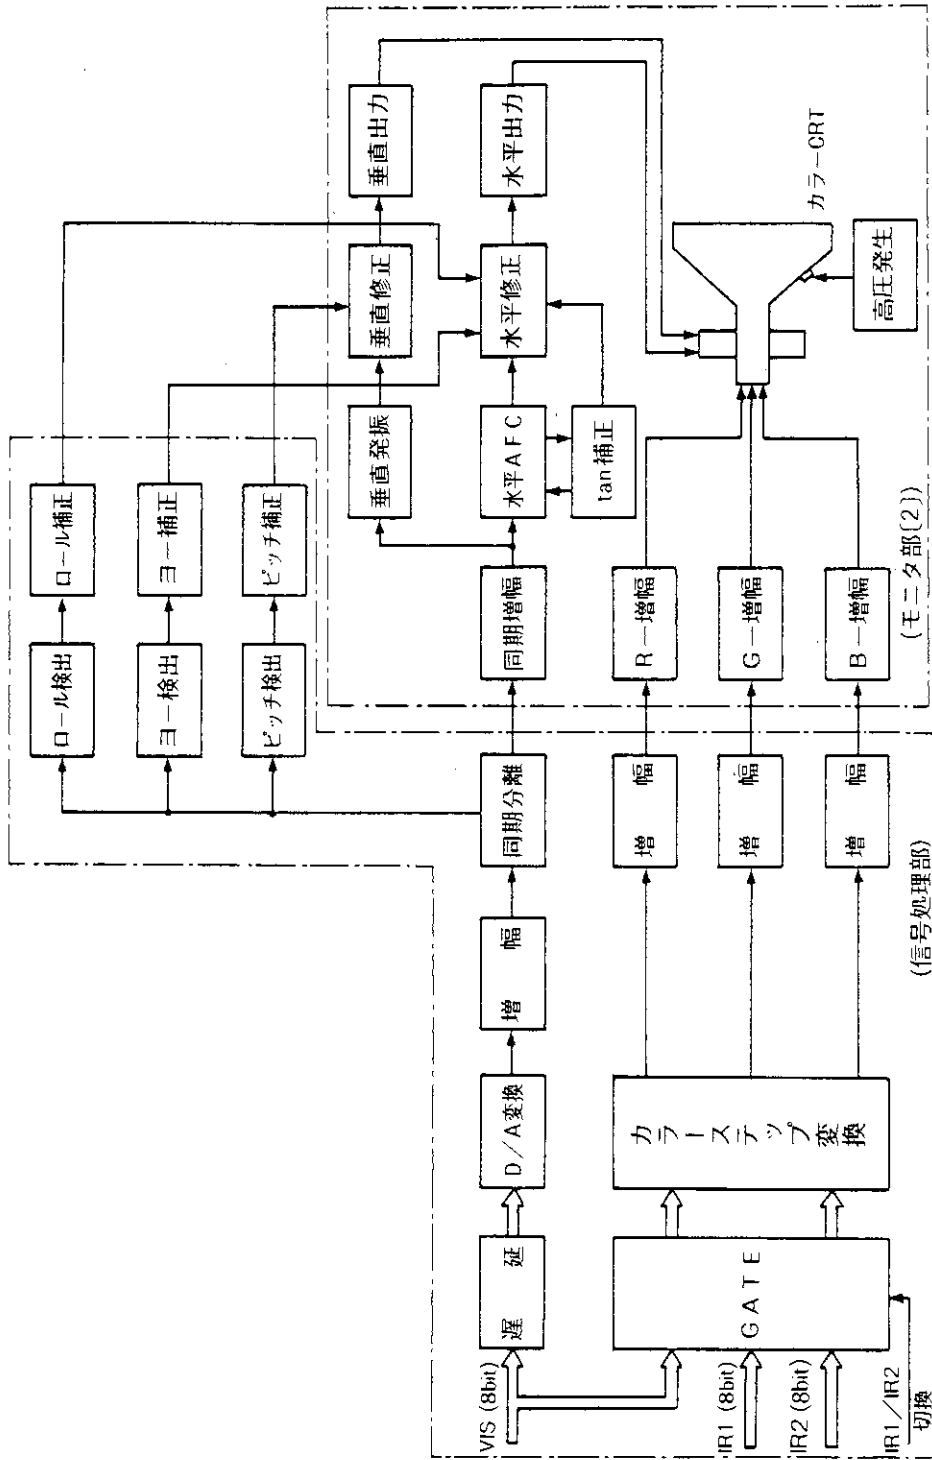 ロール検出
ロール補正
ヨー検出
ヨー補正
ピッチ検出
ピッチ補正
垂直発振
垂直修正
垂直出力
VIS (8bit)
遅延
D/A変換
増幅
同期分離
同期増幅
水平AFC
水平修正
水平出力
tan補正
IR1 (8bit)
IR2 (8bit)
IR1/IR2
切換
GATE
カラーステップ変換
増幅
増幅
増幅
R-増幅
G-増幅
B-増幅
カラーCRT
高圧発生
(信号処理部)
(モニタ部〔2〕)